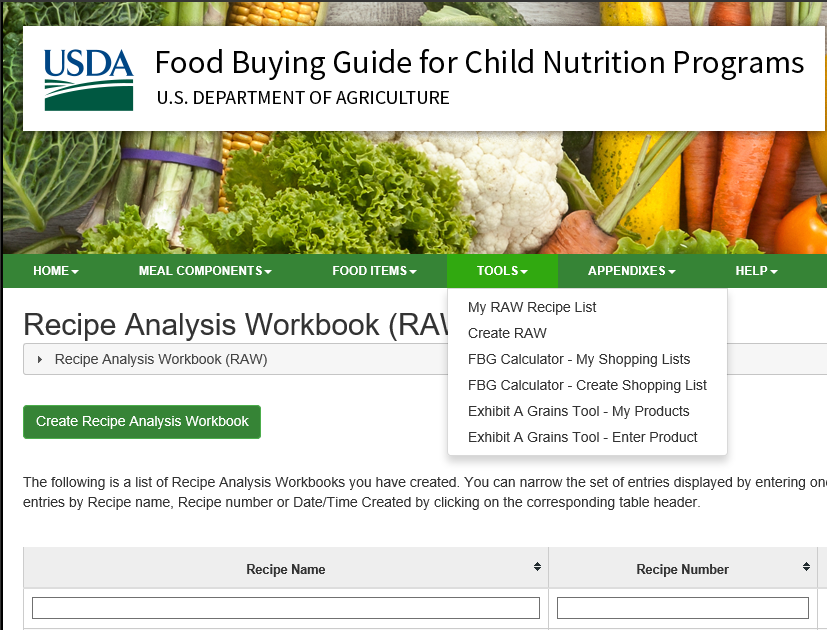 USDA
Food Buying Guide for Child Nutrition Programs
U.S. DEPARTMENT OF AGRICULTURE
HOME MEAL COMPONENTS FOOD ITEMS TOOLS APPENDIXES HELP
My RAW Recipe List
Create RAW
FBG Calculator - My Shopping Lists
FBG Calculator - Create Shopping List
Exhibit A Grains Tool - My Products
Exhibit A Grains Tool - Enter Product
Recipe Analysis Workbook (RAW
Recipe Analysis Workbook (RAW)
Create Recipe Analysis Workbook
The following is a list of Recipe Analysis Workbooks you have created. You can narrow the set of entries displayed by entering one
entries by Recipe name, Recipe number or Date/Time Created by clicking on the corresponding table header.
Recipe Name Recipe Number